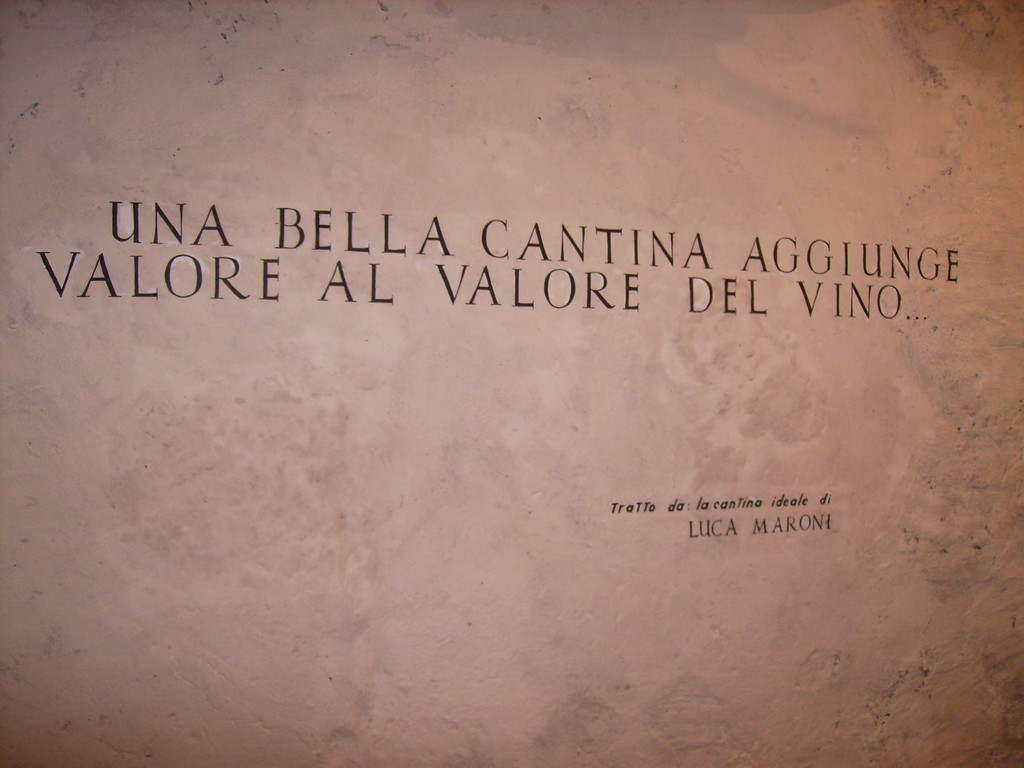 UNA BELLA CANTINA AGGIUNGE
VALORE AL VALORE DEL VINO...
TraTTo da: la canTina ideale di
LUCA MARONI